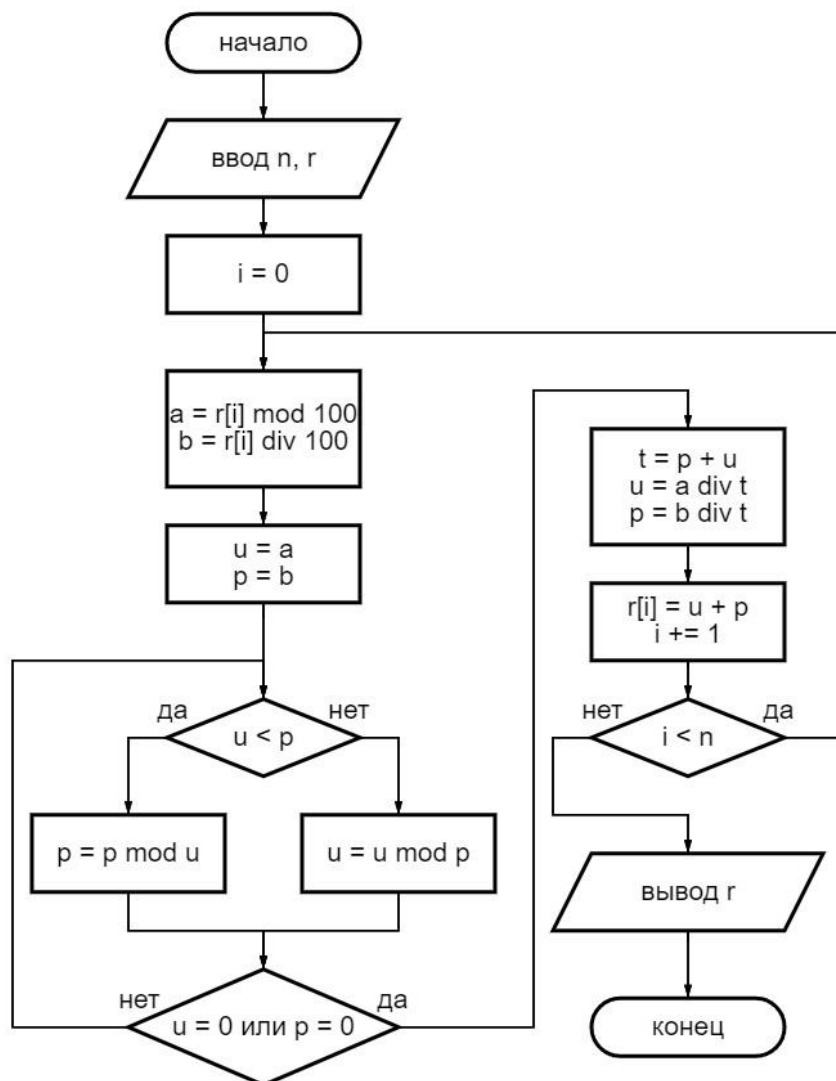 начало
ввод n, r
i = 0
a = r[i] mod 100
b = r[i] div 100
u = a
p = b
да
нет
u < p
p = p mod u
u = u mod p
нет
да
u = 0 или p = 0
t = p + u
u = a div t
p = b div t
r[i] = u + p
i += 1
нет
да
i < n
вывод r
конец